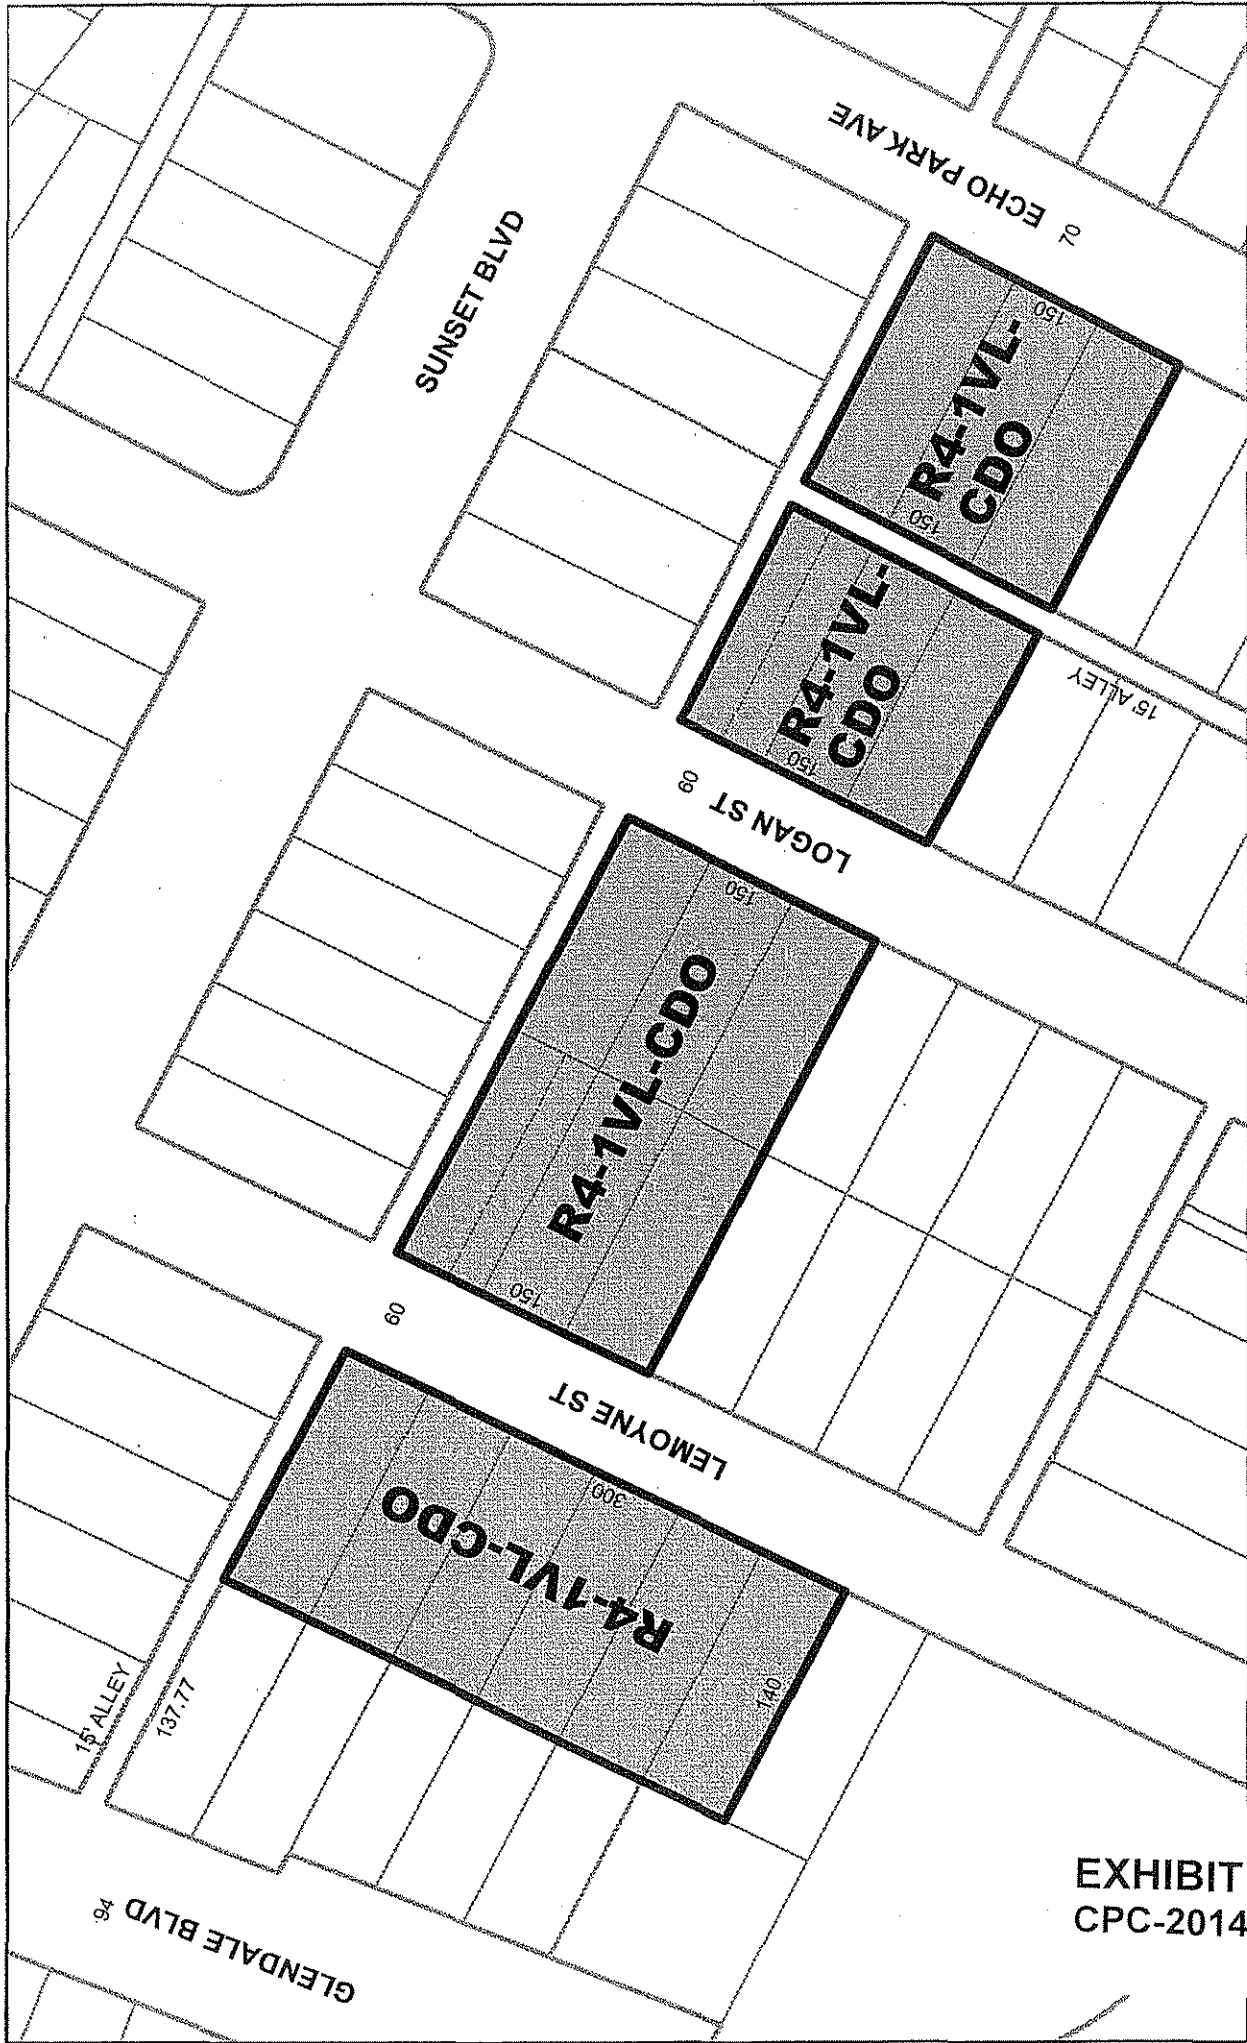 ECHO PARK AVE
70
SUNSET BLVD
150
R4-1VL-
CDO
150
R4-1VL-
CDO
150
15' ALLEY
60
LOGAN ST
150
R4-1VL-CDO
150
60
LEMOYNE ST
300
R4-1VL-CDO
140
15' ALLEY
137.77
94
GLENDALE BLVD
EXHIBIT
CPC-2014